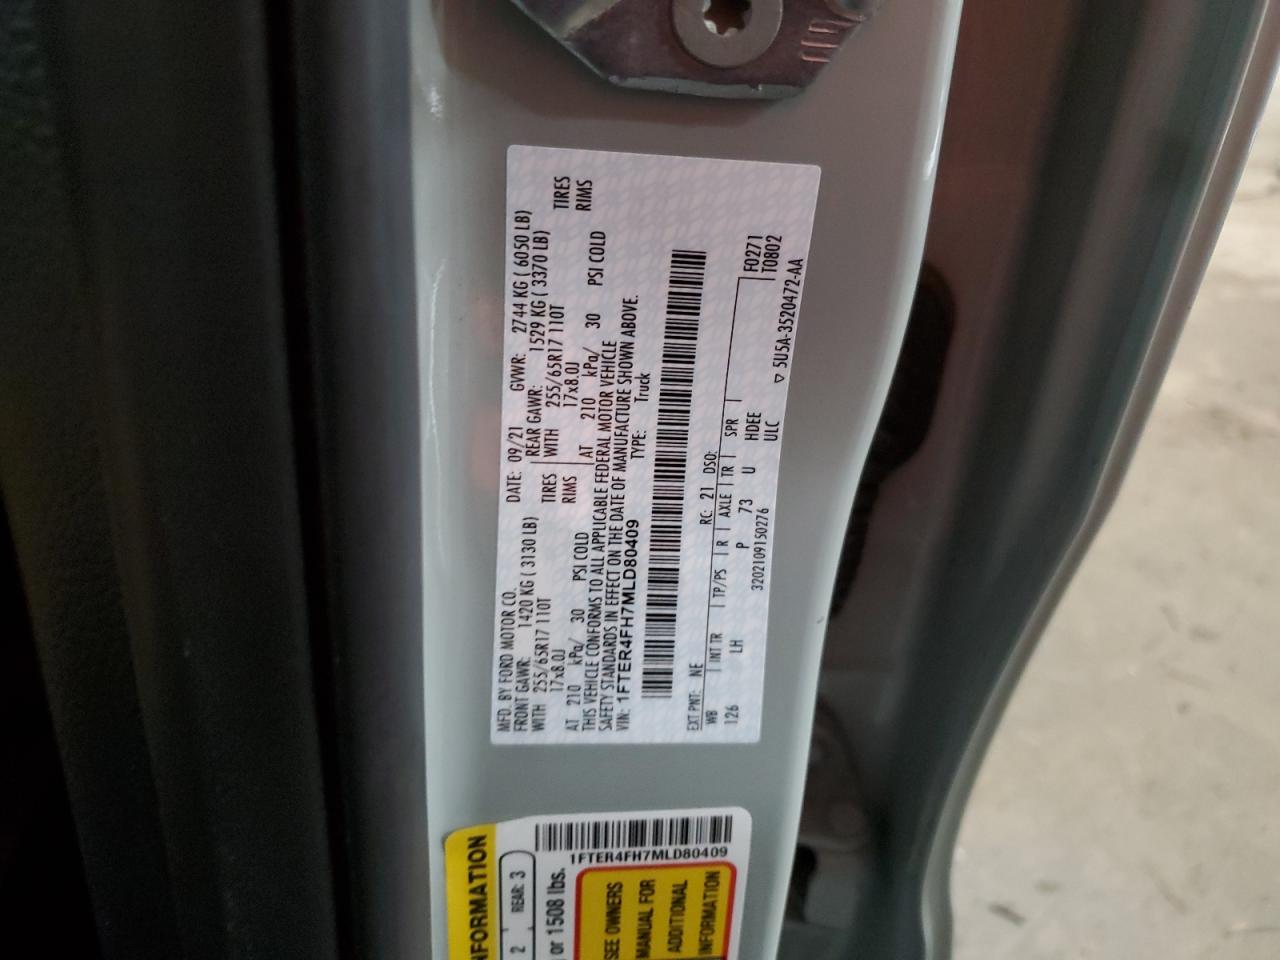 MFD. BY FORD MOTOR CO.
DATE: 09/21 GVWR: 2744 KG ( 6050 LB)
FRONT GAWR: 1420 KG ( 3130 LB)
REAR GAWR: 1529 KG ( 3370 LB)
WITH 255/65R17 110T TIRES
WITH 255/65R17 110T TIRES
17x8.0J RIMS
17x8.0J RIMS
AT 210 kPa/ 30 PSI COLD
AT 210 kPa/ 30 PSI COLD
THIS VEHICLE CONFORMS TO ALL APPLICABLE FEDERAL MOTOR VEHICLE
SAFETY STANDARDS IN EFFECT ON THE DATE OF MANUFACTURE SHOWN ABOVE.
VIN: 1FTER4FH7MLD80409 TYPE: Truck
EXT PNT: NE RC: 21 DSO:
WB INT TR TP/PS R AXLE TR SPR F0271
126 LH P 73 U HDEE T0802
ULC
3202109150276 ▽ 5U5A-3520472-AA
NFORMATION
2 REAR: 3
or 1508 lbs.
1FTER4FH7MLD80409
SEE OWNERS
MANUAL FOR
ADDITIONAL
INFORMATION